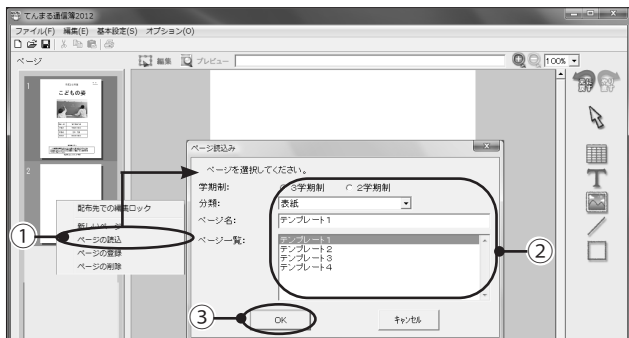 てんまる通信簿2012
ファイル(F) 編集(E) 基本設定(S) オプション(O)
ページ
編集
プレビュー
100%
1
こどもの姿
2
配布先での編集ロック
新しいページ
ページの読込
ページの登録
ページの削除
①
ページ読込み
ページを選択してください。
学期制: 3学期制 2学期制
分類: 表紙
ページ名: テンプレート1
ページ一覧: テンプレート1
テンプレート2
テンプレート3
テンプレート4
②
③
OK キャンセル
T